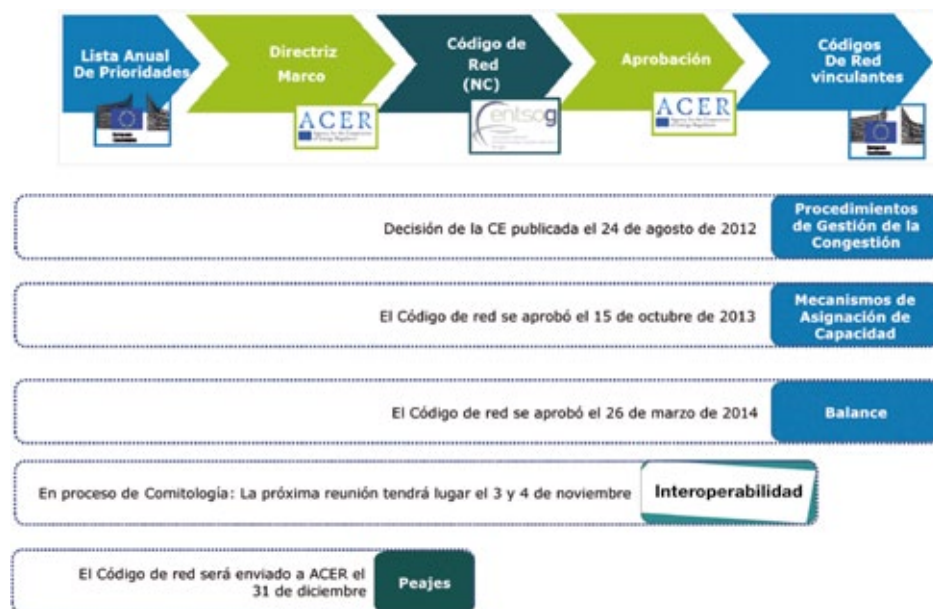 Lista Anual
De Prioridades
Directriz
Marco
Código de
Red
(NC)
Aprobación
Códigos
De Red
vinculantes
ACER
entsog
ACER
Decisión de la CE publicada el 24 de agosto de 2012
Procedimientos
de Gestión de la
Congestión
El Código de red se aprobó el 15 de octubre de 2013
Mecanismos de
Asignación de
Capacidad
El Código de red se aprobó el 26 de marzo de 2014
Balance
En proceso de Comitología: La próxima reunión tendrá lugar el 3 y 4 de noviembre
Interoperabilidad
El Código de red será enviado a ACER el
31 de diciembre
Peajes